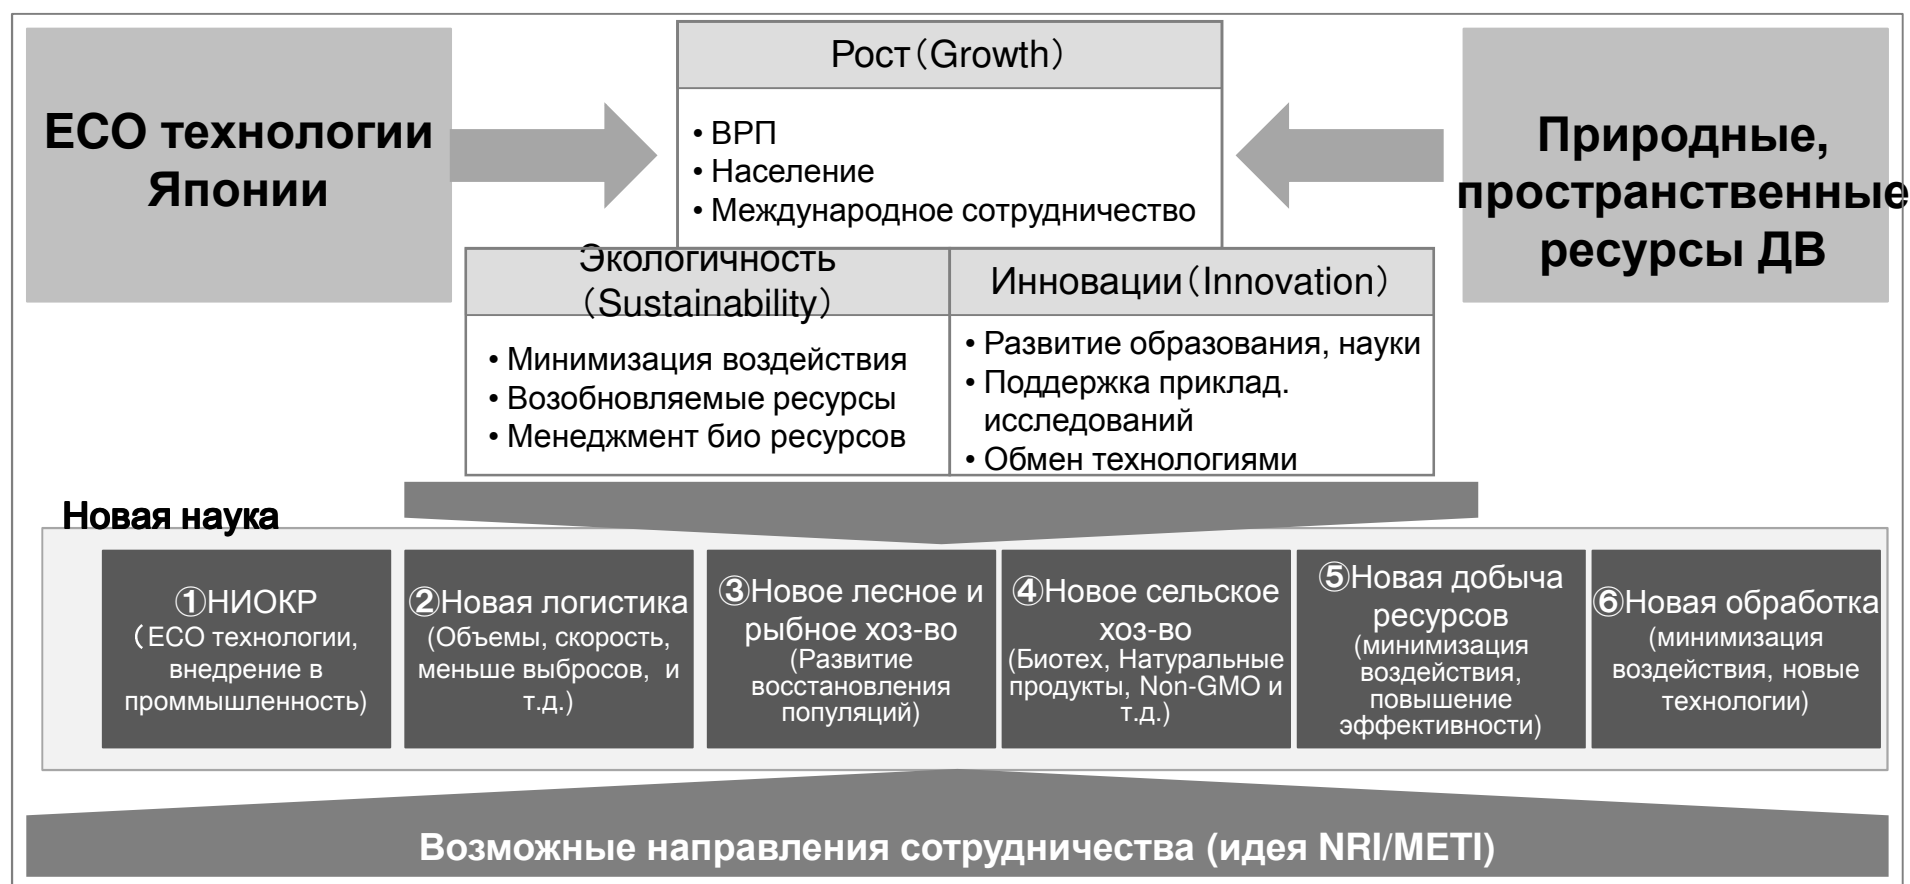 ECO технологии
Японии
Рост（Growth）
• ВРП
• Население
• Международное сотрудничество
Природные,
пространственные
ресурсы ДВ
Экологичность
（Sustainability）
• Минимизация воздействия
• Возобновляемые ресурсы
• Менеджмент био ресурсов
Инновации（Innovation）
• Развитие образования, науки
• Поддержка приклад.
исследований
• Обмен технологиями
Новая наука
①НИОКР
（ECO технологии,
внедрение в
проммышленность)
②Новая логистика
(Объемы, скорость,
меньше выбросов, и
т.д.)
③Новое лесное и
рыбное хоз-во
(Развитие
восстановления
популяций)
④Новое сельское
хоз-во
(Биотех, Натуральные
продукты, Non-GMO и
т.д.)
⑤Новая добыча
ресурсов
(минимизация
воздействия,
повышение
эффективности)
⑥Новая обработка
(минимизация
воздействия, новые
технологии)
Возможные направления сотрудничества (идея NRI/METI)